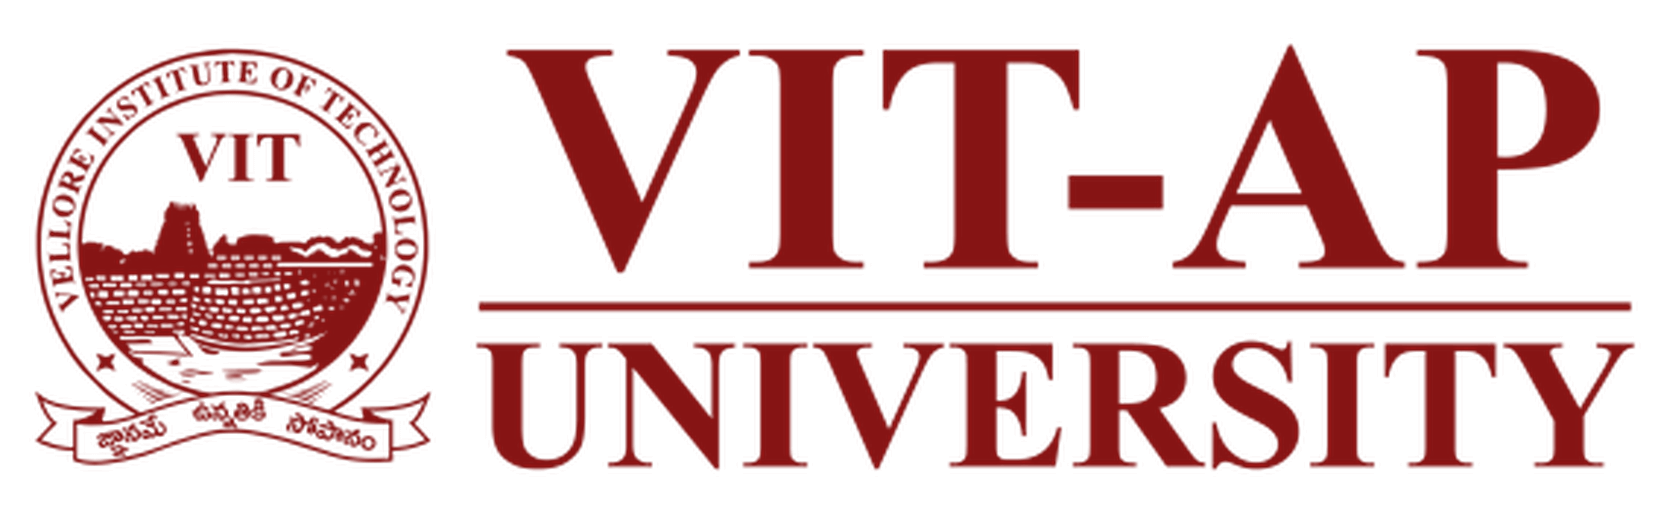 VELLORE INSTITUTE OF TECHNOLOGY
VIT
జ్ఞానమే ఉన్నతికి సోపానం
VIT-AP
UNIVERSITY